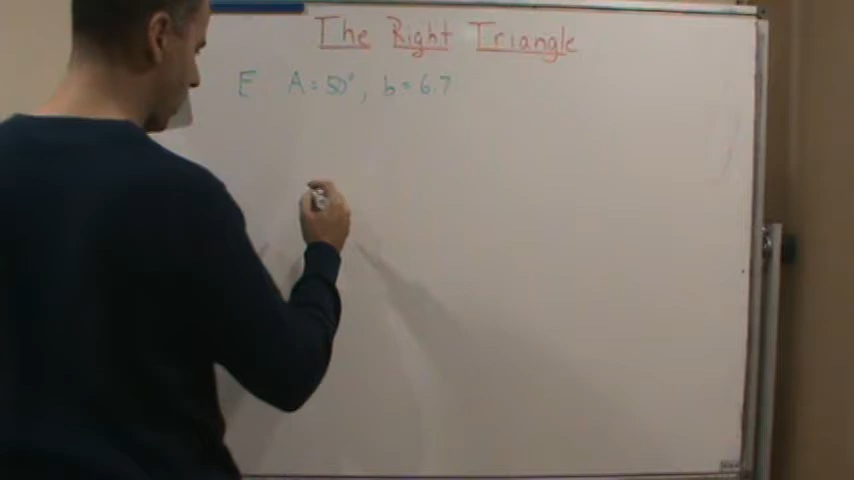 The Right Triangle
E A = 50°, b = 6.7